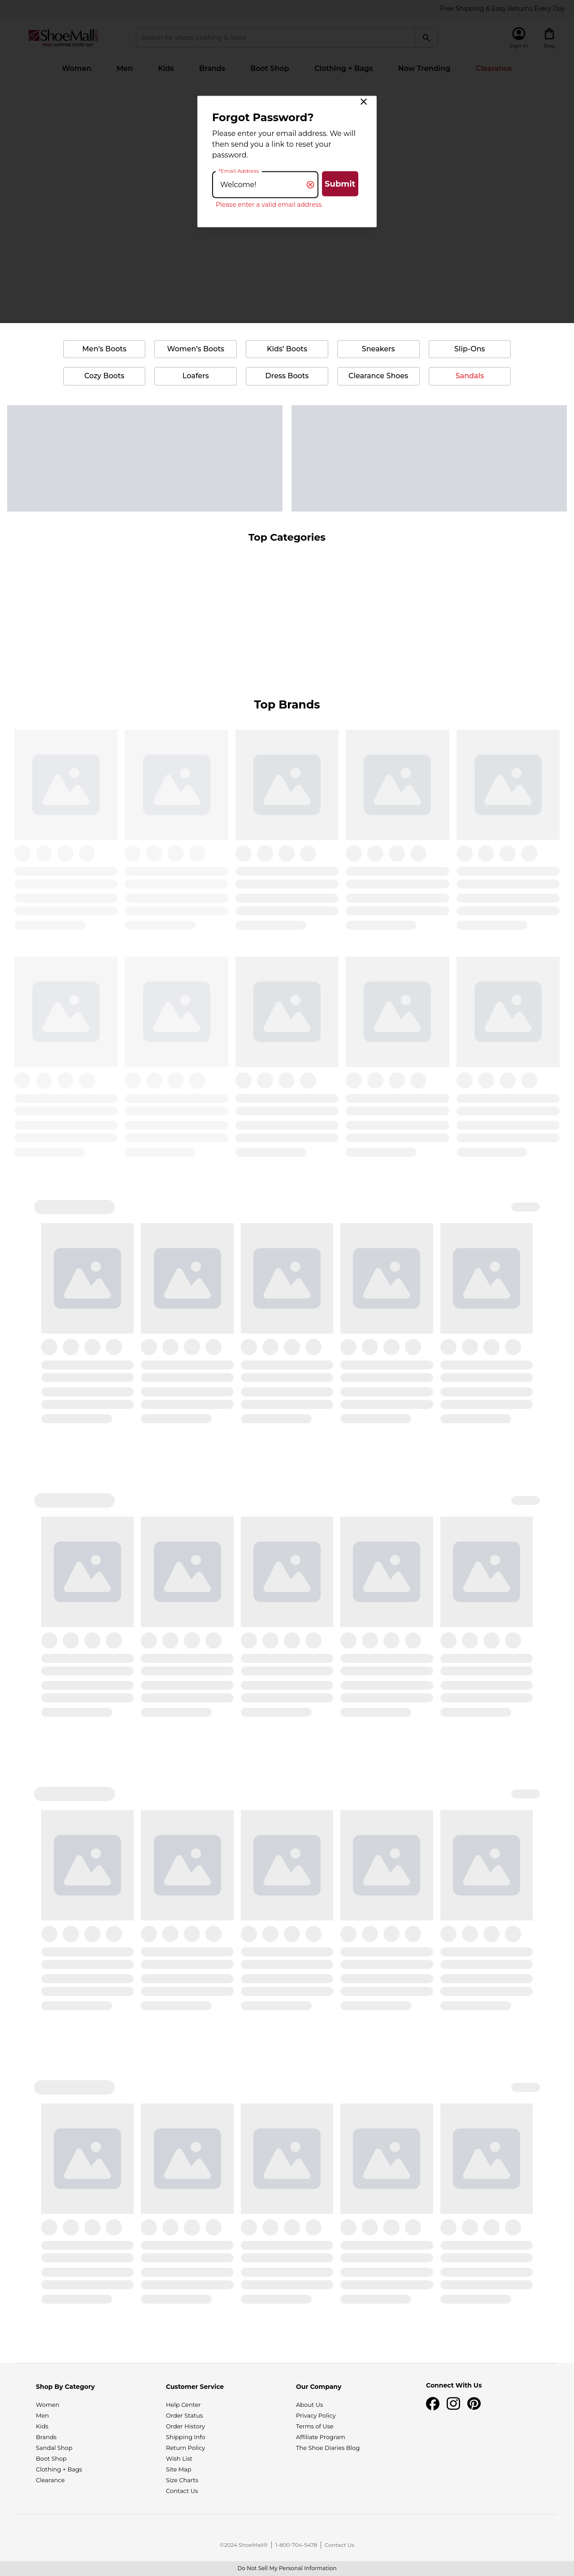 Free Shipping & Easy Returns Every Day
ShoeMall
FREE SHIPPING EVERY DAY
Search for shoes, clothing & more
Sign In
Bag
Women Men Kids Brands Boot Shop Clothing + Bags Now Trending Clearance
Forgot Password?
Please enter your email address. We will
then send you a link to reset your
password.
*Email Address
Welcome!
Submit
Please enter a valid email address.
Men's Boots Women's Boots Kids' Boots Sneakers Slip-Ons
Cozy Boots Loafers Dress Boots Clearance Shoes Sandals
Top Categories
Top Brands
Shop By Category
Women
Men
Kids
Brands
Sandal Shop
Boot Shop
Clothing + Bags
Clearance
Customer Service
Help Center
Order Status
Order History
Shipping Info
Return Policy
Wish List
Site Map
Size Charts
Contact Us
Our Company
About Us
Privacy Policy
Terms of Use
Affiliate Program
The Shoe Diaries Blog
Connect With Us
©2024 ShoeMall® | 1-800-704-5478 | Contact Us
Do Not Sell My Personal Information